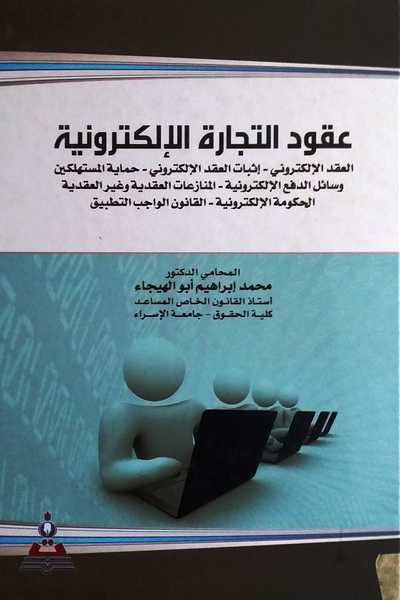 عقود التجارة الإلكترونية
العقد الإلكتروني - إثبات العقد الإلكتروني - حماية المستهلكين
وسائل الدفع الإلكترونية - المنازعات العقدية وغير العقدية
الحكومة الإلكترونية - القانون الواجب التطبيق
المحامي الدكتور
محمد إبراهيم أبو الهيجاء
أستاذ القانون الخاص المساعد
كلية الحقوق - جامعة الإسراء